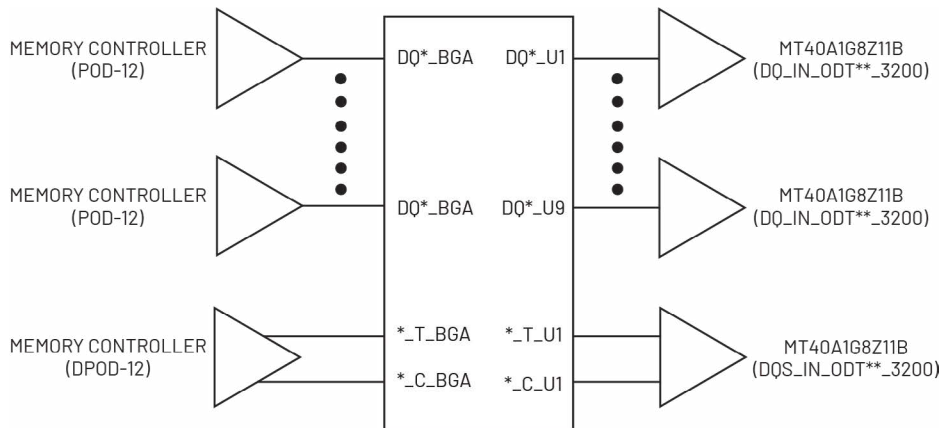 MEMORY CONTROLLER
(POD-12)
DQ*_BGA
DQ*_U1
MT40A1G8Z11B
(DQ_IN_ODT**_3200)
MEMORY CONTROLLER
(POD-12)
DQ*_BGA
DQ*_U9
MT40A1G8Z11B
(DQ_IN_ODT**_3200)
MEMORY CONTROLLER
(DPOD-12)
*_T_BGA
*_T_U1
*_C_BGA
*_C_U1
MT40A1G8Z11B
(DQS_IN_ODT**_3200)